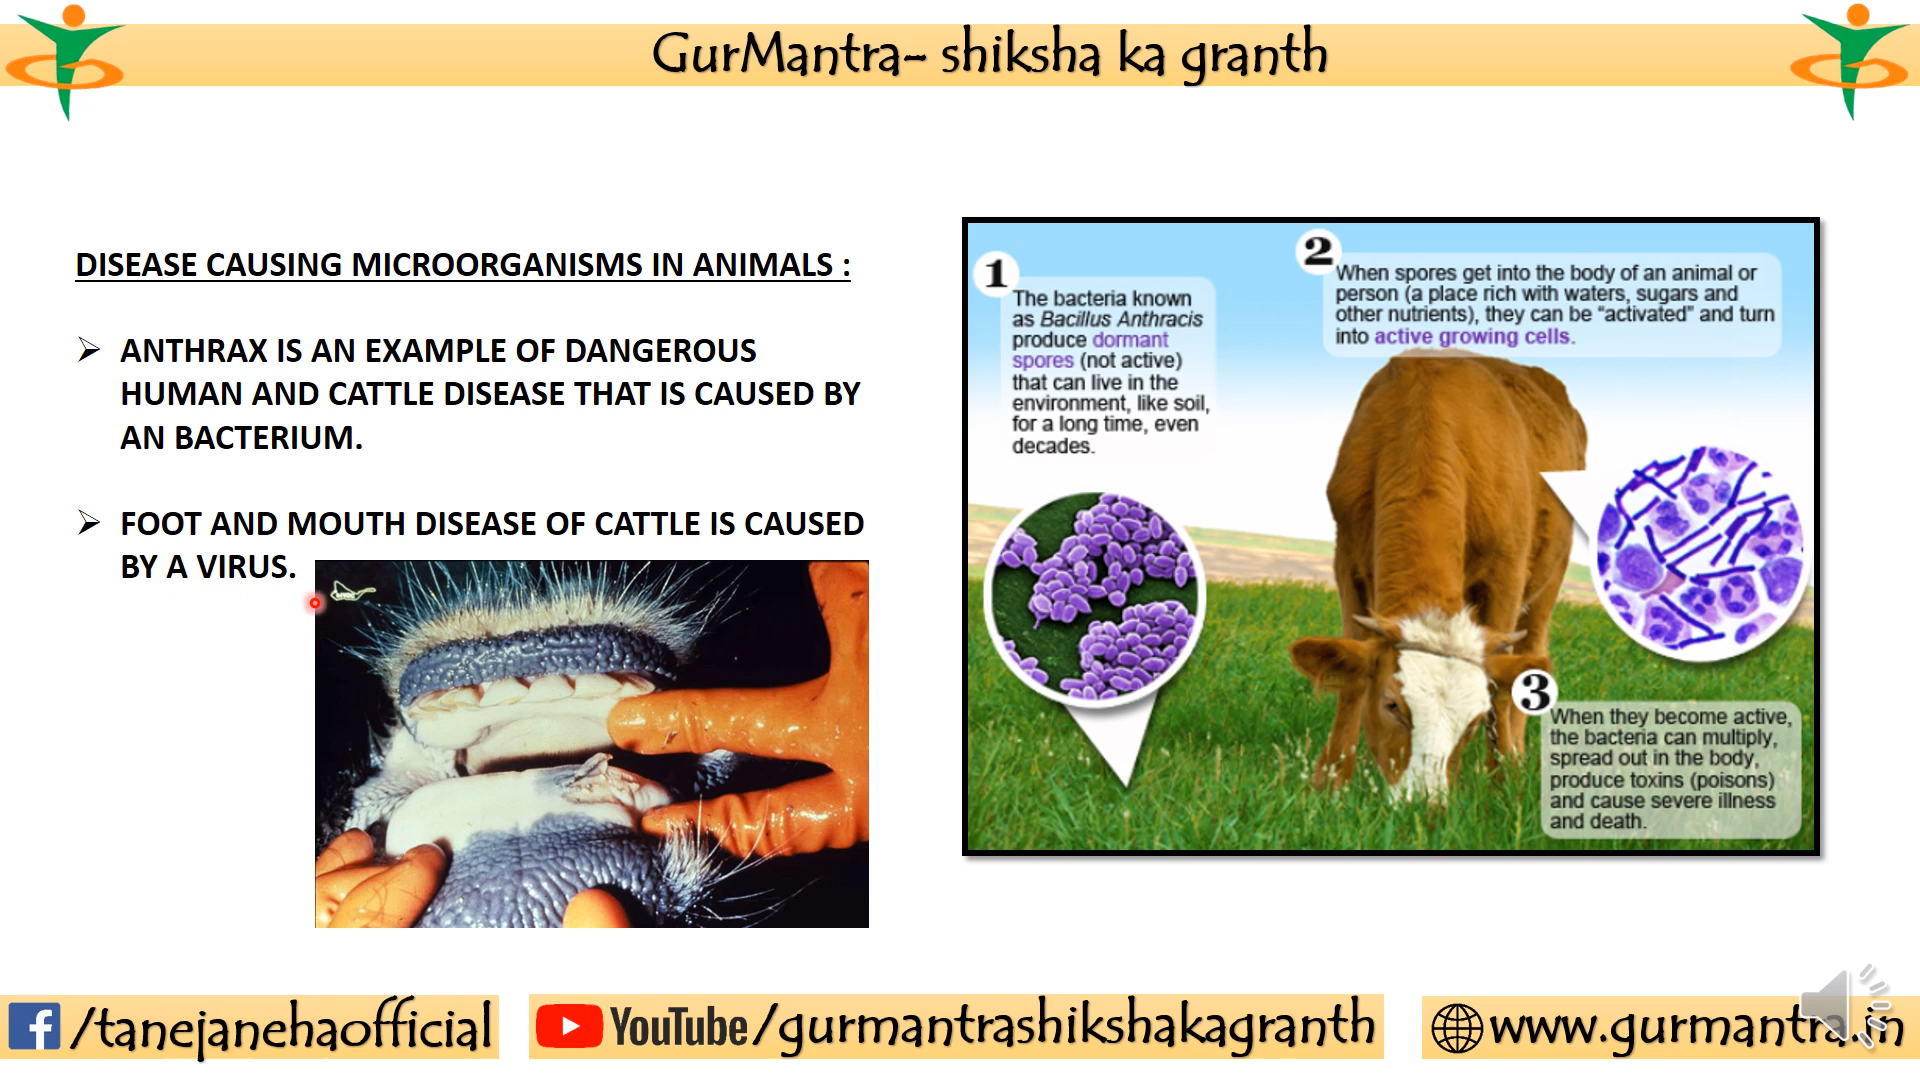 GurMantra- shiksha ka granth
DISEASE CAUSING MICROORGANISMS IN ANIMALS :
ANTHRAX IS AN EXAMPLE OF DANGEROUS
HUMAN AND CATTLE DISEASE THAT IS CAUSED BY
AN BACTERIUM.
FOOT AND MOUTH DISEASE OF CATTLE IS CAUSED
BY A VIRUS.
1
The bacteria known
as Bacillus Anthracis
produce dormant
spores (not active)
that can live in the
environment, like soil,
for a long time, even
decades.
2
When spores get into the body of an animal or
person (a place rich with waters, sugars and
other nutrients), they can be “activated” and turn
into active growing cells.
3
When they become active,
the bacteria can multiply,
spread out in the body,
produce toxins (poisons)
and cause severe illness
and death.
f/tanejanehaofficial
YouTube/gurmantrashikshakagranth
www.gurmantra.in